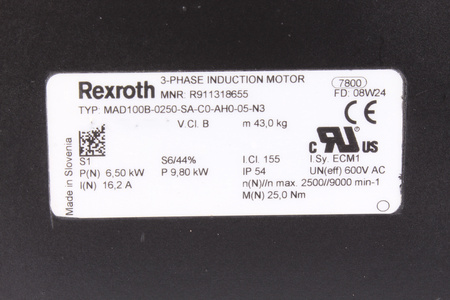 Rexroth 3-PHASE INDUCTION MOTOR
MNR: R911318655
7800
FD: 08W24
TYP: MAD100B-0250-SA-C0-AH0-05-N3
V.Cl. B m 43,0 kg
CE
C UR US
Made in Slovenia
S1 S6/44% I.Cl. 155 I.Sy. ECM1
P(N) 6,50 kW P 9,80 kW IP 54 UN(eff) 600V AC
I(N) 16,2 A n(N)//n max. 2500//9000 min-1
M(N) 25,0 Nm